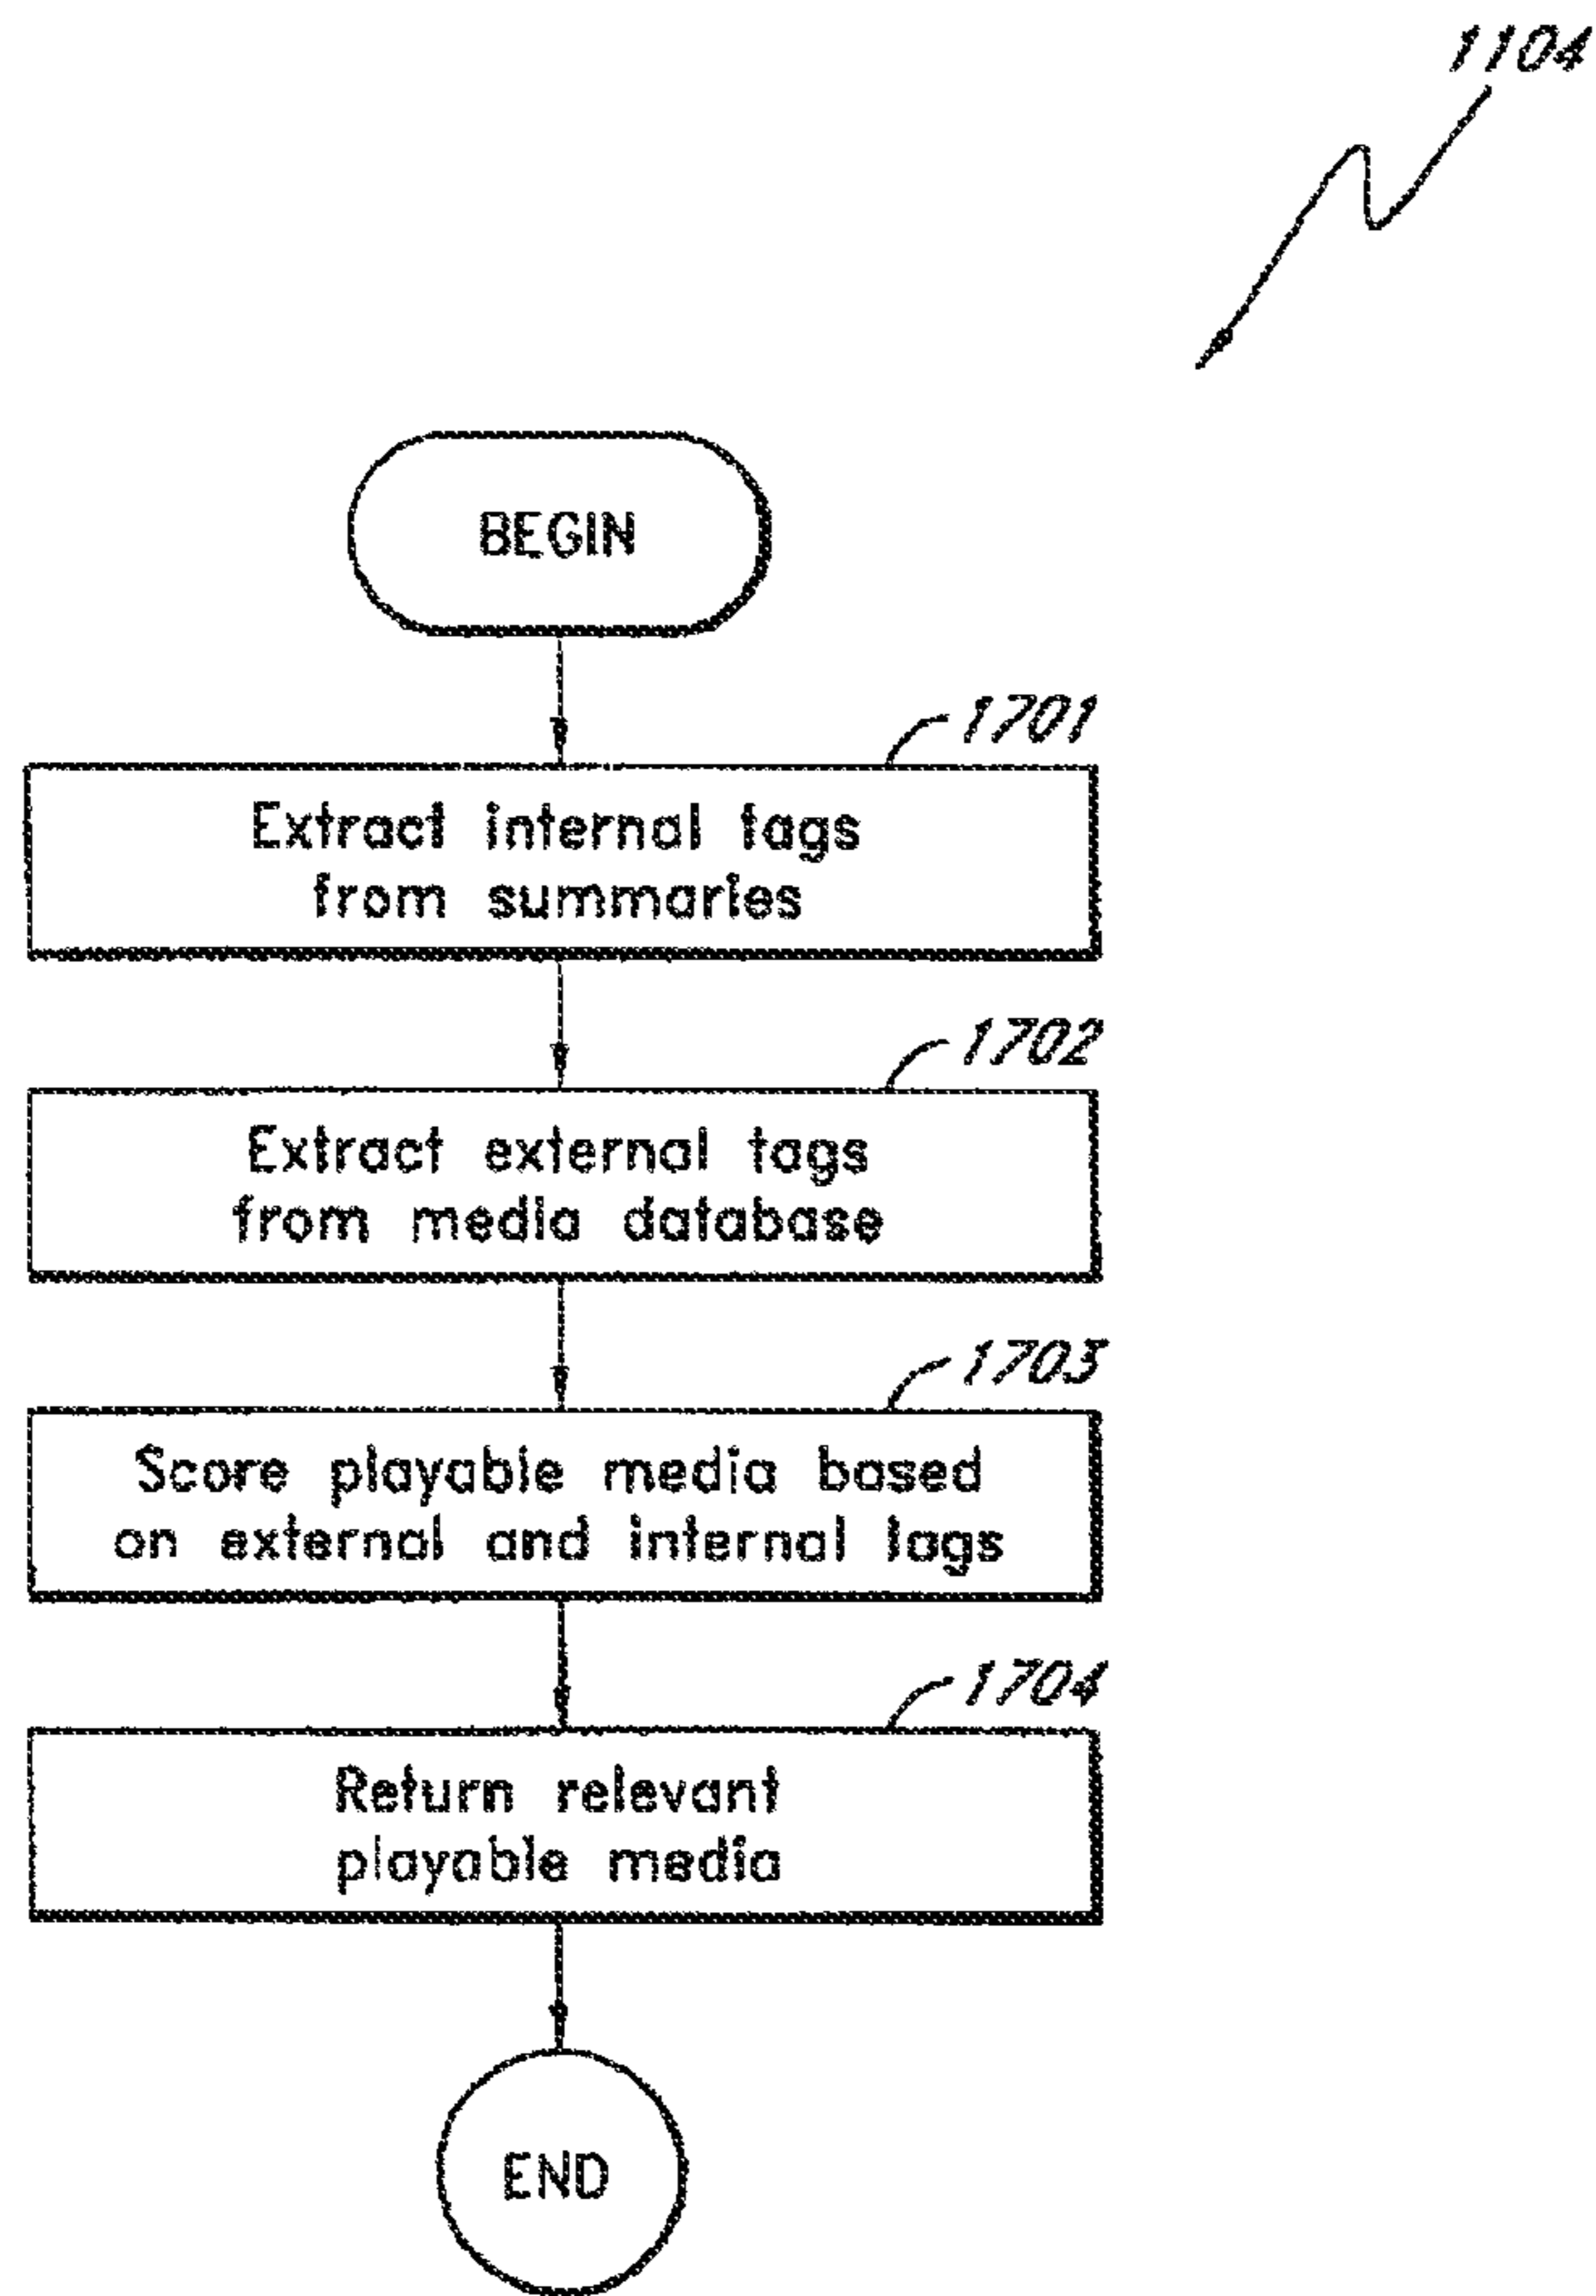 1104
BEGIN
1701
Extract internal tags
from summaries
1702
Extract external tags
from media database
1703
Score playable media based
on external and internal tags
1704
Return relevant
playable media
END